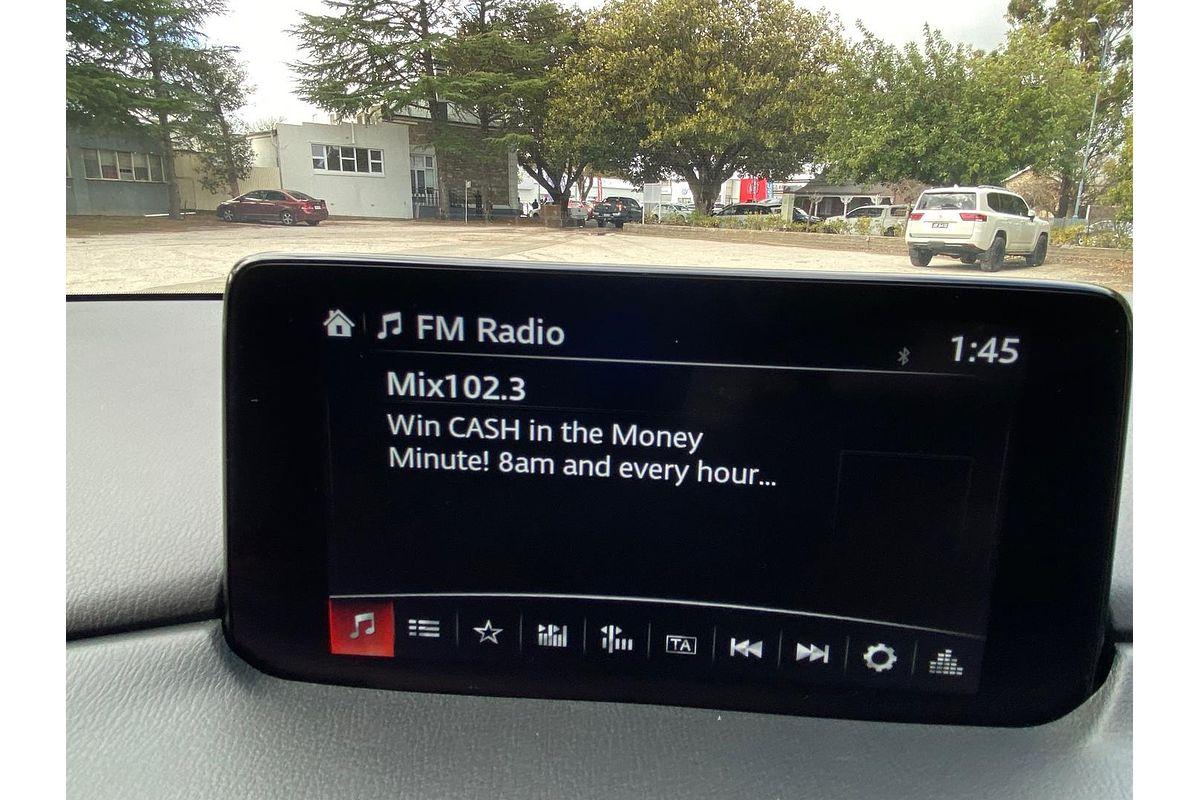 FM Radio
1:45
Mix102.3
Win CASH in the Money
Minute! 8am and every hour...
TA